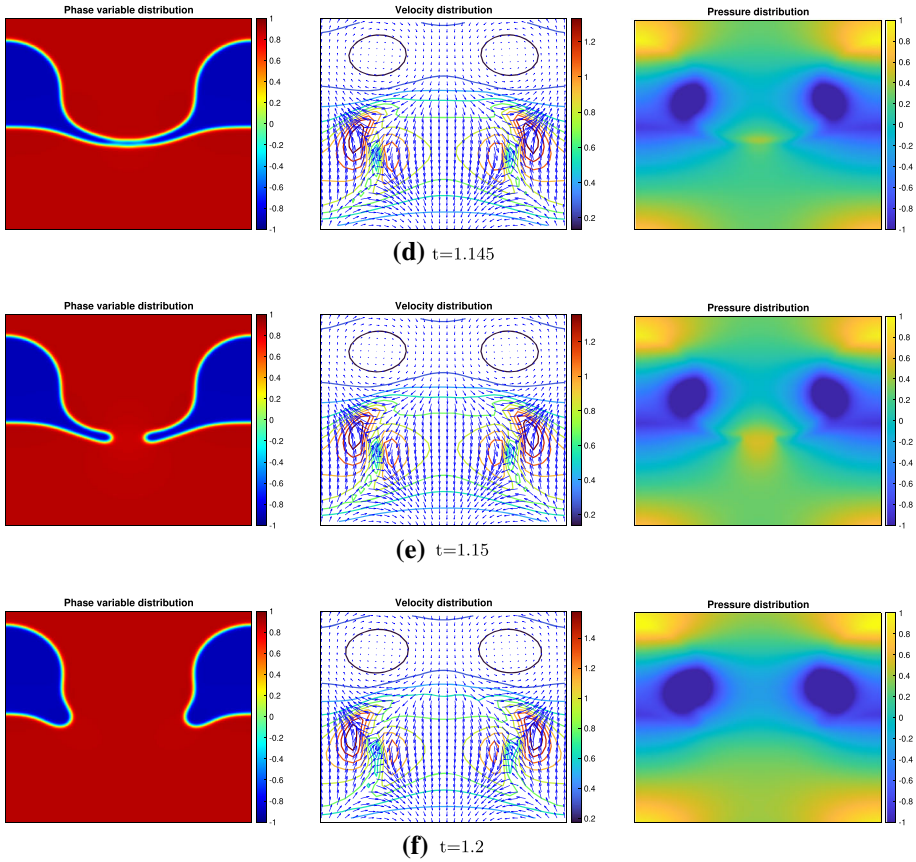 Phase variable distribution Velocity distribution Pressure distribution
1 0.8 0.6 0.4 0.2 0 -0.2 -0.4 -0.6 -0.8 -1
1.2 1 0.8 0.6 0.4 0.2
1 0.8 0.6 0.4 0.2 0 -0.2 -0.4 -0.6 -0.8 -1
(d) t=1.145
Phase variable distribution Velocity distribution Pressure distribution
1 0.8 0.6 0.4 0.2 0 -0.2 -0.4 -0.6 -0.8 -1
1.2 1 0.8 0.6 0.4 0.2
1 0.8 0.6 0.4 0.2 0 -0.2 -0.4 -0.6 -0.8 -1
(e) t=1.15
Phase variable distribution Velocity distribution Pressure distribution
1 0.8 0.6 0.4 0.2 0 -0.2 -0.4 -0.6 -0.8 -1
1.4 1.2 1 0.8 0.6 0.4 0.2
1 0.8 0.6 0.4 0.2 0 -0.2 -0.4 -0.6 -0.8 -1
(f) t=1.2